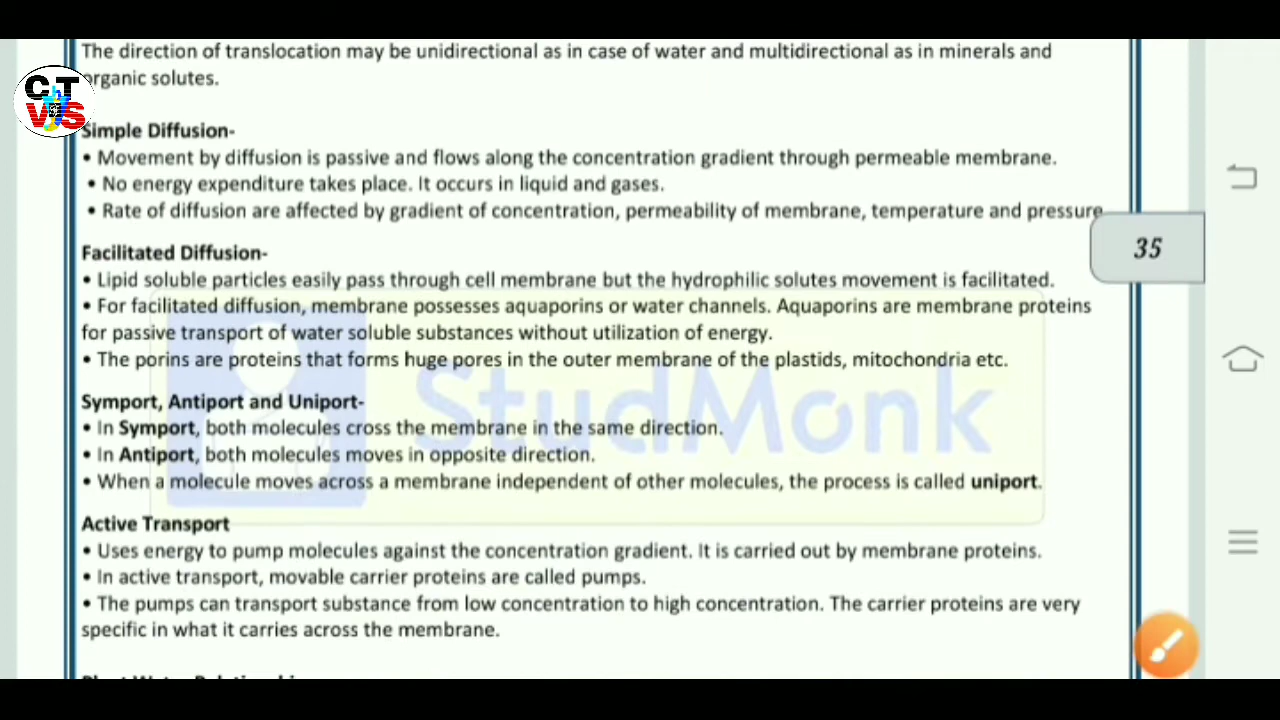 The direction of translocation may be unidirectional as in case of water and multidirectional as in minerals and
organic solutes.
CT
VJS
Simple Diffusion-
• Movement by diffusion is passive and flows along the concentration gradient through permeable membrane.
• No energy expenditure takes place. It occurs in liquid and gases.
• Rate of diffusion are affected by gradient of concentration, permeability of membrane, temperature and pressure
35
Facilitated Diffusion-
• Lipid soluble particles easily pass through cell membrane but the hydrophilic solutes movement is facilitated.
• For facilitated diffusion, membrane possesses aquaporins or water channels. Aquaporins are membrane proteins
for passive transport of water soluble substances without utilization of energy.
• The porins are proteins that forms huge pores in the outer membrane of the plastids, mitochondria etc.
StudMonk
Symport, Antiport and Uniport-
• In Symport, both molecules cross the membrane in the same direction.
• In Antiport, both molecules moves in opposite direction.
• When a molecule moves across a membrane independent of other molecules, the process is called uniport.
Active Transport
• Uses energy to pump molecules against the concentration gradient. It is carried out by membrane proteins.
• In active transport, movable carrier proteins are called pumps.
• The pumps can transport substance from low concentration to high concentration. The carrier proteins are very
specific in what it carries across the membrane.